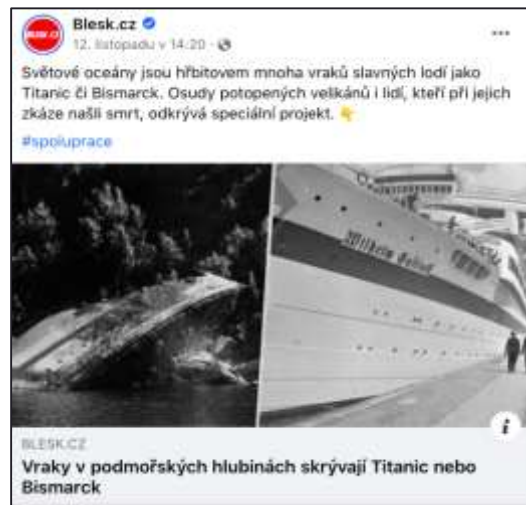 Blesk.cz
BLESK.CZ
12. listopadu v 14:20 ·
Světové oceány jsou hřbitovem mnoha vraků slavných lodí jako
Titanic či Bismarck. Osudy potopených velikánů i lidí, kteří při jejich
zkáze našli smrt, odkrývá speciální projekt.
#spoluprace
Wilhelm Gustloff
i
BLESK.CZ
Vraky v podmořských hlubinách skrývají Titanic nebo
Bismarck